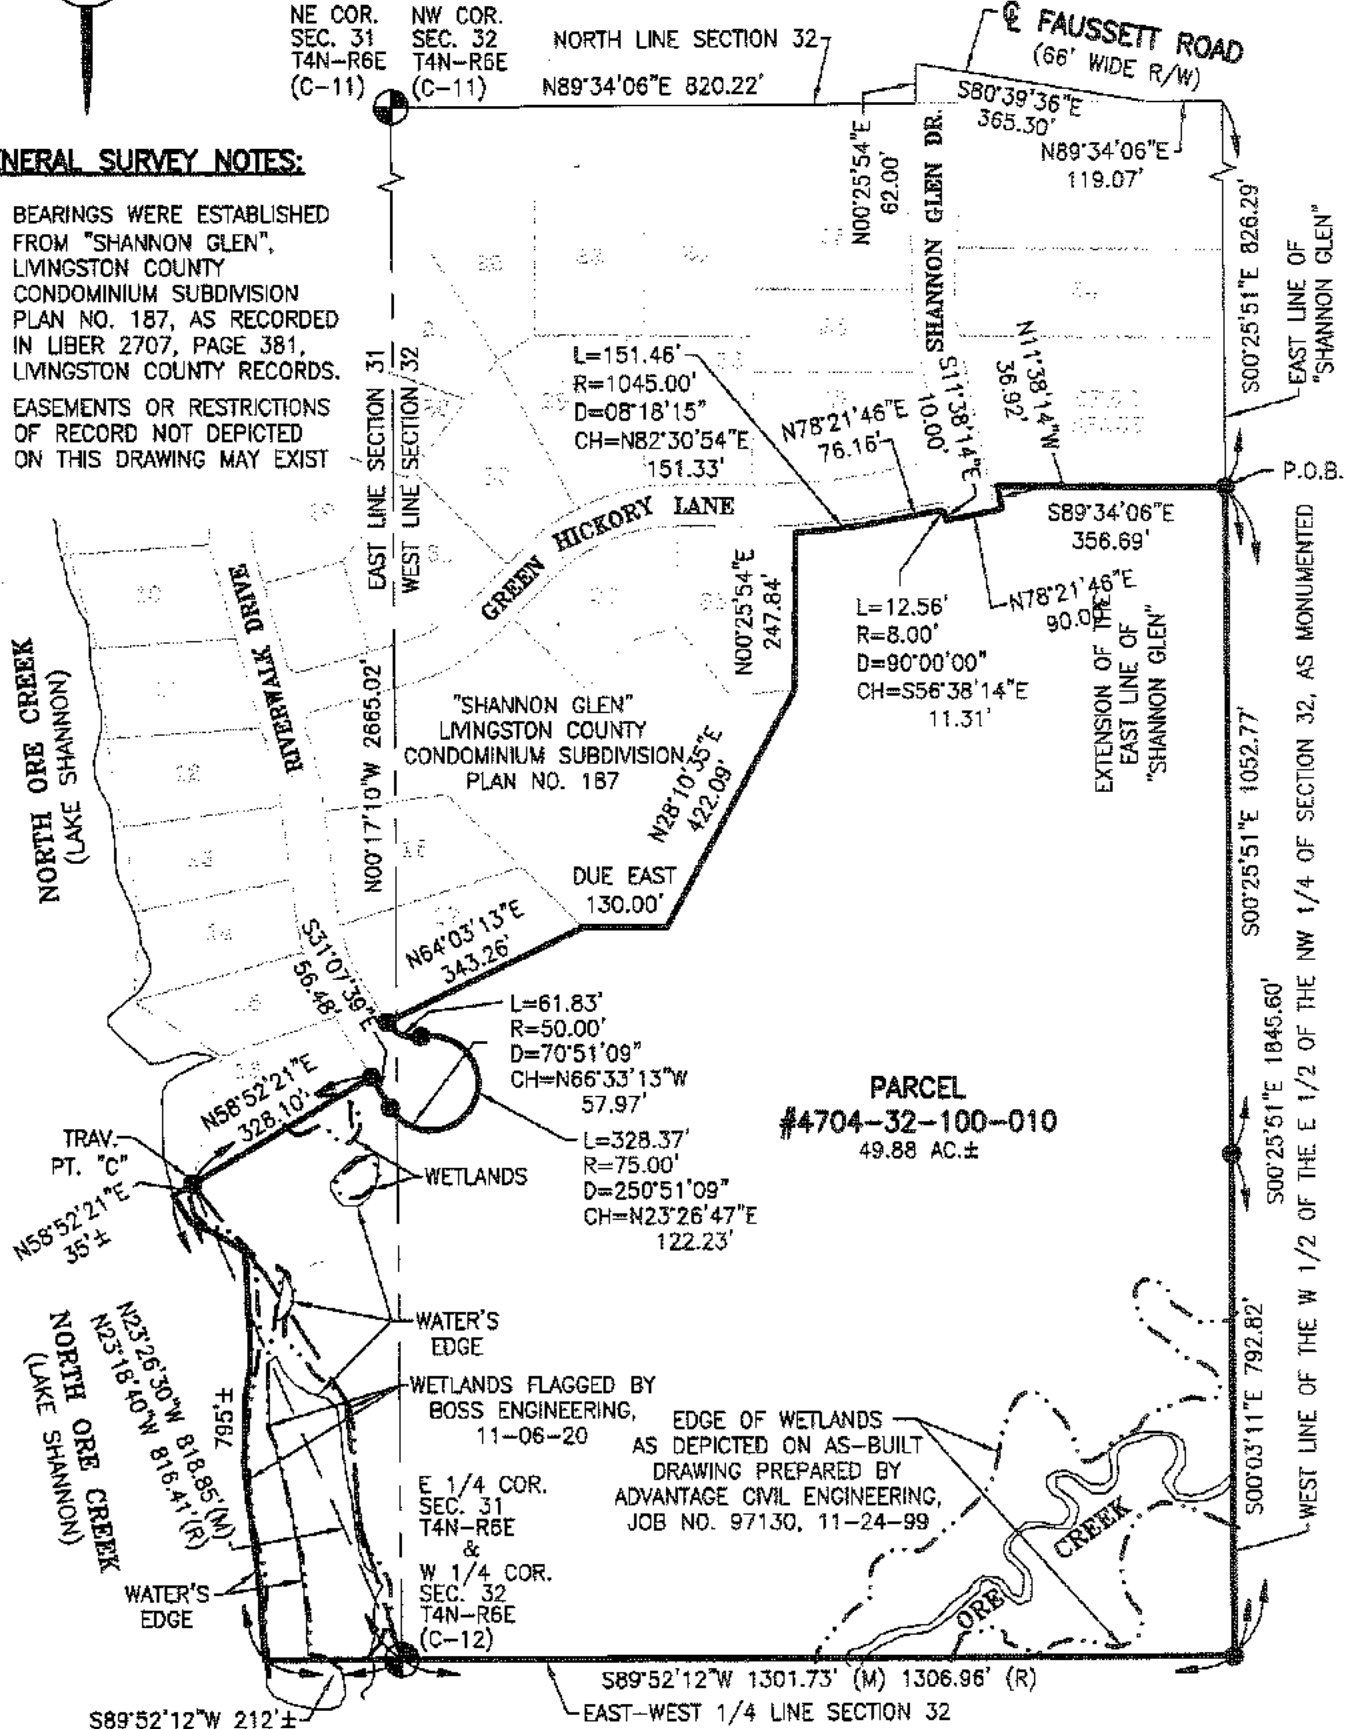 NE COR.
SEC. 31
T4N-R6E
(C-11)
NW COR.
SEC. 32
T4N-R6E
(C-11)
NORTH LINE SECTION 32
N89°34'06"E 820.22'
℄ FAUSSETT ROAD
(66' WIDE R/W)
S80°39'36"E
365.30'
N89°34'06"E
119.07'
N00°25'54"E
62.00'
SHANNON GLEN DR.
S00°25'51"E 826.29'
EAST LINE OF
"SHANNON GLEN"
ENERAL SURVEY NOTES:
BEARINGS WERE ESTABLISHED
FROM "SHANNON GLEN",
LIVINGSTON COUNTY
CONDOMINIUM SUBDIVISION
PLAN NO. 187, AS RECORDED
IN LIBER 2707, PAGE 381,
LIVINGSTON COUNTY RECORDS.
EASEMENTS OR RESTRICTIONS
OF RECORD NOT DEPICTED
ON THIS DRAWING MAY EXIST
EAST LINE SECTION 31
WEST LINE SECTION 32
L=151.46'
R=1045.00'
D=08°18'15"
CH=N82°30'54"E
151.33'
N78°21'46"E
76.16'
S11°38'14"E
10.00'
N11°38'14"W
36.92'
P.O.B.
S89°34'06"E
356.69'
GREEN HICKORY LANE
RIVERWALK DRIVE
N00°25'54"E
247.84'
L=12.56'
R=8.00'
D=90°00'00"
CH=S56°38'14"E
11.31'
N78°21'46"E
90.0
EXTENSION OF THE
EAST LINE OF
"SHANNON GLEN"
NORTH ORE CREEK
(LAKE SHANNON)
N00°17'10"W 2665.02'
"SHANNON GLEN"
LIVINGSTON COUNTY
CONDOMINIUM SUBDIVISION
PLAN NO. 187
N28°10'35"E
422.09'
DUE EAST
130.00'
S00°25'51"E 1052.77'
S00°25'51"E 1845.60'
WEST LINE OF THE W 1/2 OF THE E 1/2 OF THE NW 1/4 OF SECTION 32, AS MONUMENTED
N64°03'13"E
343.26'
S31°07'39"E
56.48'
L=61.83'
R=50.00'
D=70°51'09"
CH=N66°33'13"W
57.97'
PARCEL
#4704-32-100-010
49.88 AC.±
N58°52'21"E
328.10'
TRAV.
PT. "C"
N58°52'21"E
35'±
WETLANDS
L=328.37'
R=75.00'
D=250°51'09"
CH=N23°26'47"E
122.23'
WATER'S
EDGE
NORTH ORE CREEK
(LAKE SHANNON)
N23°26'30"W 818.85'(M)
N23°18'40"W 816.41'(R)
795'±
WETLANDS FLAGGED BY
BOSS ENGINEERING,
11-06-20
EDGE OF WETLANDS
AS DEPICTED ON AS-BUILT
DRAWING PREPARED BY
ADVANTAGE CIVIL ENGINEERING,
JOB NO. 97130, 11-24-99
S00°03'11"E 792.82'
E 1/4 COR.
SEC. 31
T4N-R6E
&
W 1/4 COR.
SEC. 32
T4N-R6E
(C-12)
WATER'S
EDGE
ORE CREEK
S89°52'12"W 1301.73' (M) 1306.96' (R)
S89°52'12"W 212'±
EAST-WEST 1/4 LINE SECTION 32